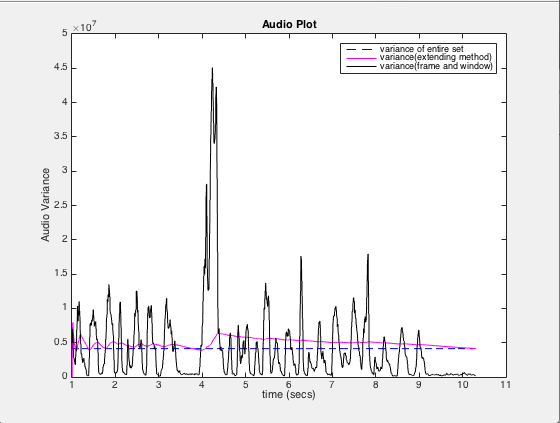 Audio Plot
×10⁷
variance of entire set
variance(extending method)
variance(frame and window)
5
4.5
4
3.5
3
2.5
2
1.5
1
0.5
0
Audio Variance
1 2 3 4 5 6 7 8 9 10 11
time (secs)